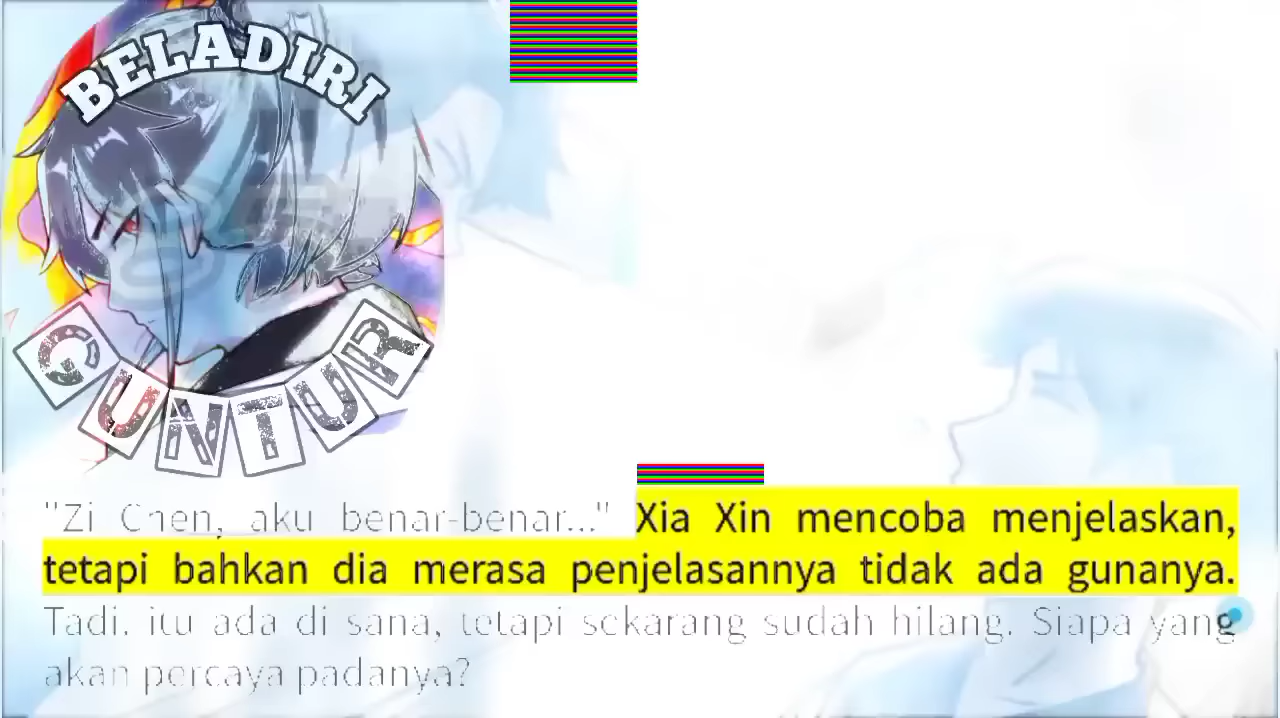 BELADIRI
GUNTUR
"Zi Chen, aku benar-benar..." Xia Xin mencoba menjelaskan,
tetapi bahkan dia merasa penjelasannya tidak ada gunanya.
Tadi. itu ada di sana, tetapi sekarang sudah hilang. Siapa yang
akan percaya padanya?